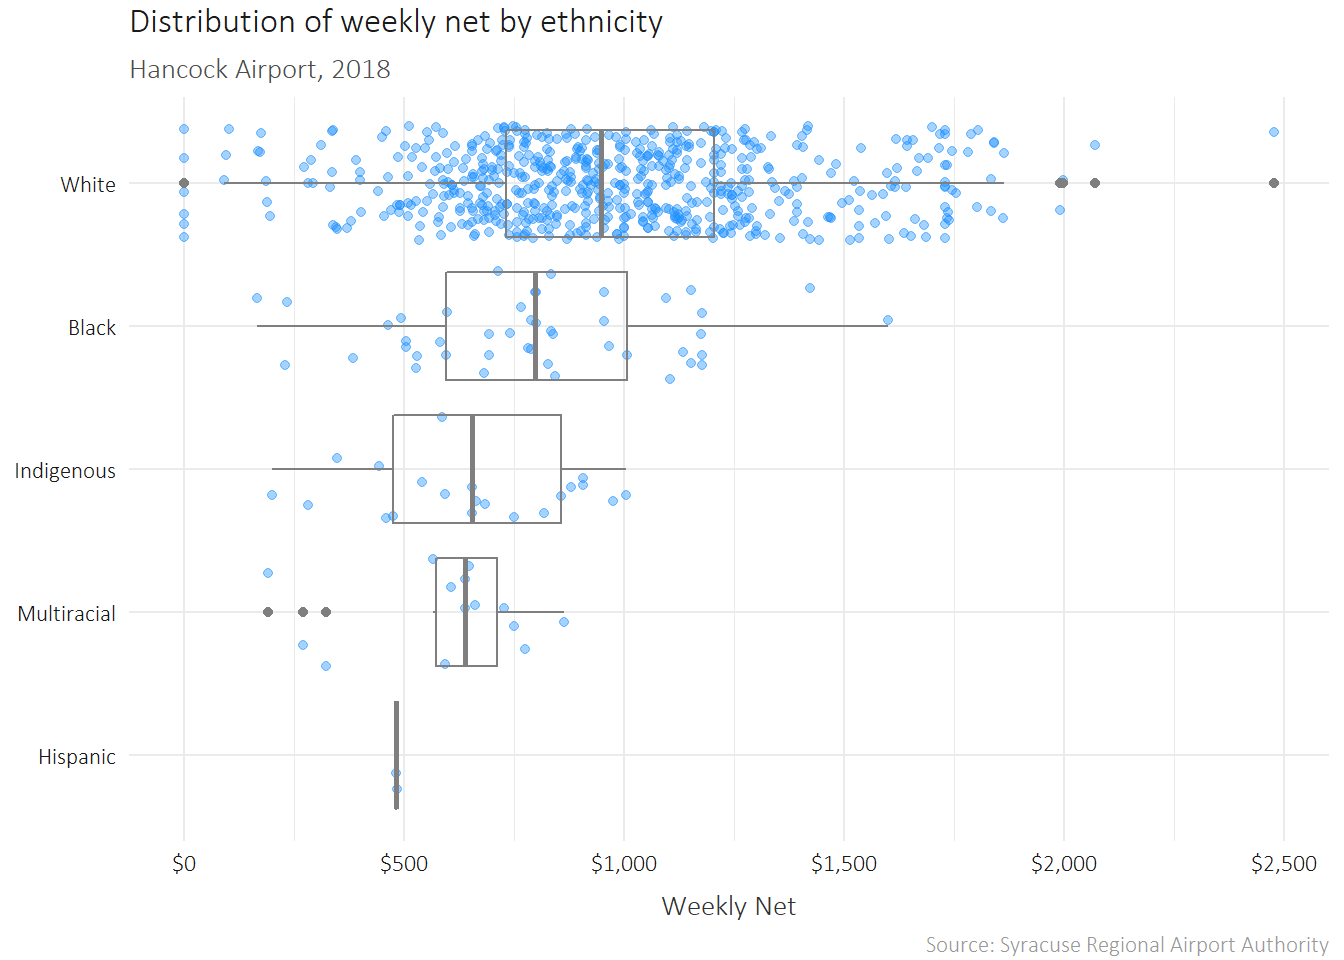 Distribution of weekly net by ethnicity
Hancock Airport, 2018
White
Black
Indigenous
Multiracial
Hispanic
$0 $500 $1,000 $1,500 $2,000 $2,500
Weekly Net
Source: Syracuse Regional Airport Authority